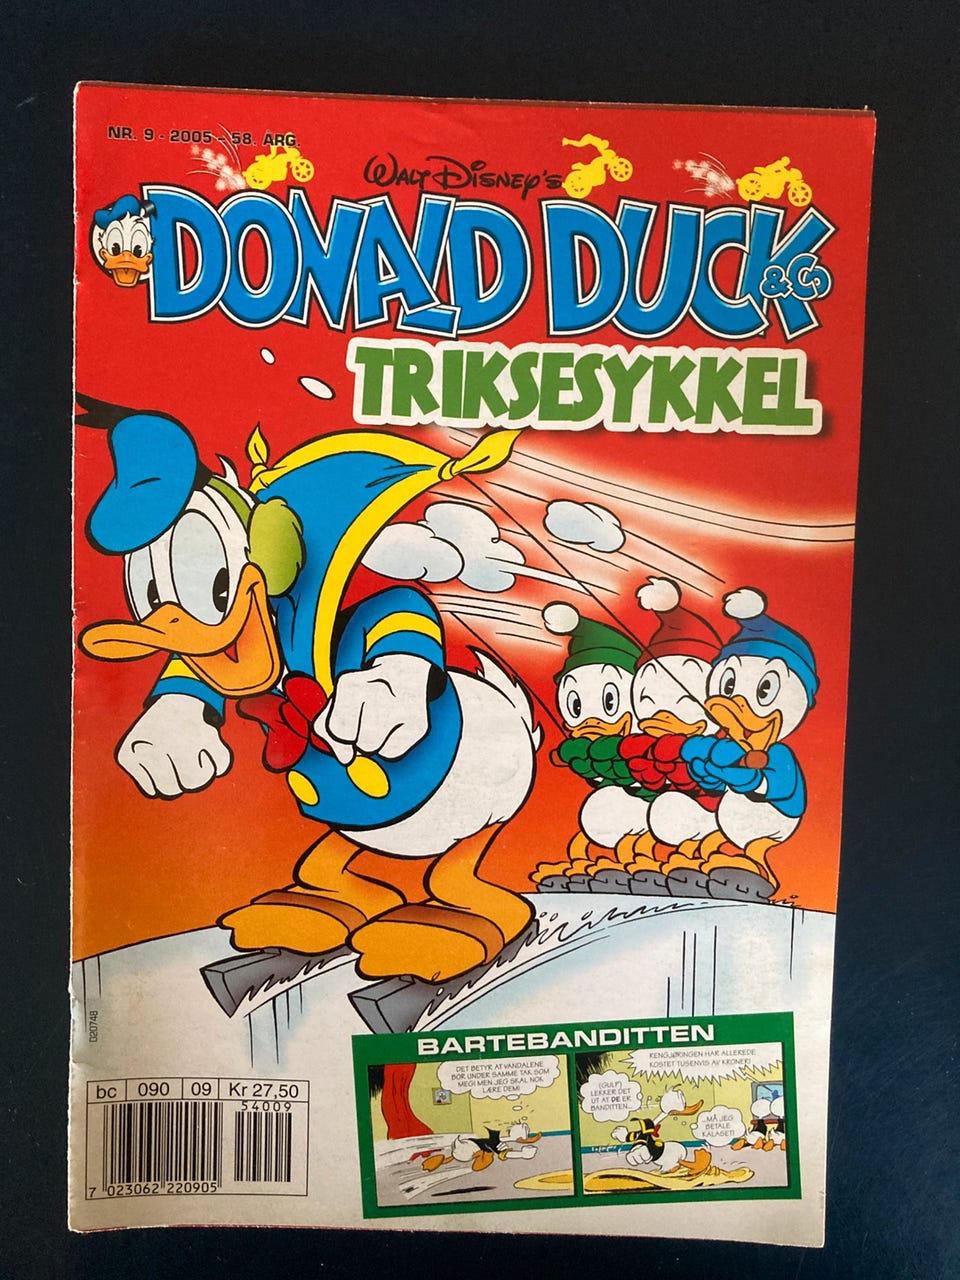 NR. 9 - 2005 - 58. ÅRG.
WALT DISNEY'S
DONALD DUCK
& Co
TRIKSESYKKEL
BARTEBANDITTEN
DET BETYR AT VANDALENE
BOR UNDER SAMME TAK SOM
MEG! MEN JEG SKAL NOK
LÆRE DEM!
KENGJØRINGEN HAR ALLEREDE
KOSTET TUSENVIS AV KRONER!
(GULP)
LEKKER DET
UT AT DE ER
BANDITTEN...
...MÅ JEG
BETALE
KALASET!
D20748
bc 090 09 Kr 27,50
54009
7 023062 220905